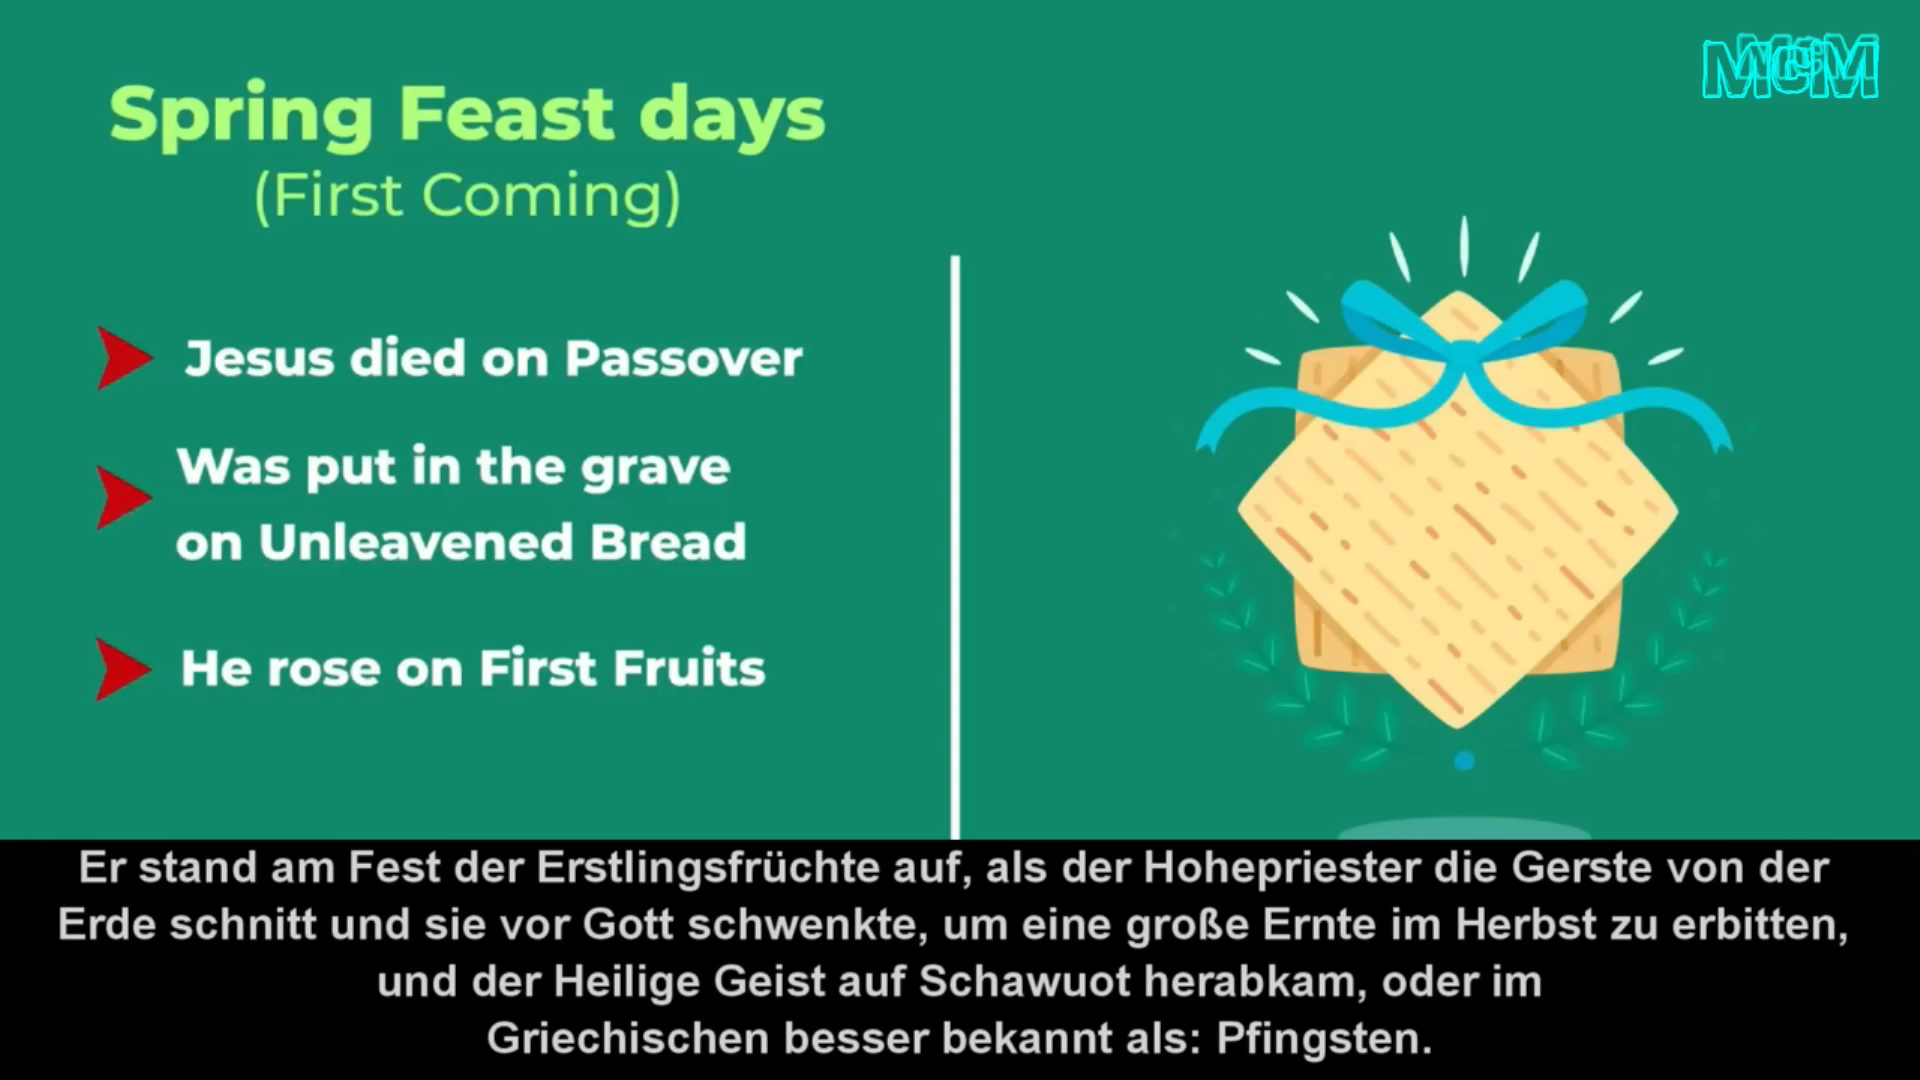 MCM
Spring Feast days
(First Coming)
Jesus died on Passover
Was put in the grave
on Unleavened Bread
He rose on First Fruits
Er stand am Fest der Erstlingsfrüchte auf, als der Hohepriester die Gerste von der
Erde schnitt und sie vor Gott schwenkte, um eine große Ernte im Herbst zu erbitten,
und der Heilige Geist auf Schawuot herabkam, oder im
Griechischen besser bekannt als: Pfingsten.